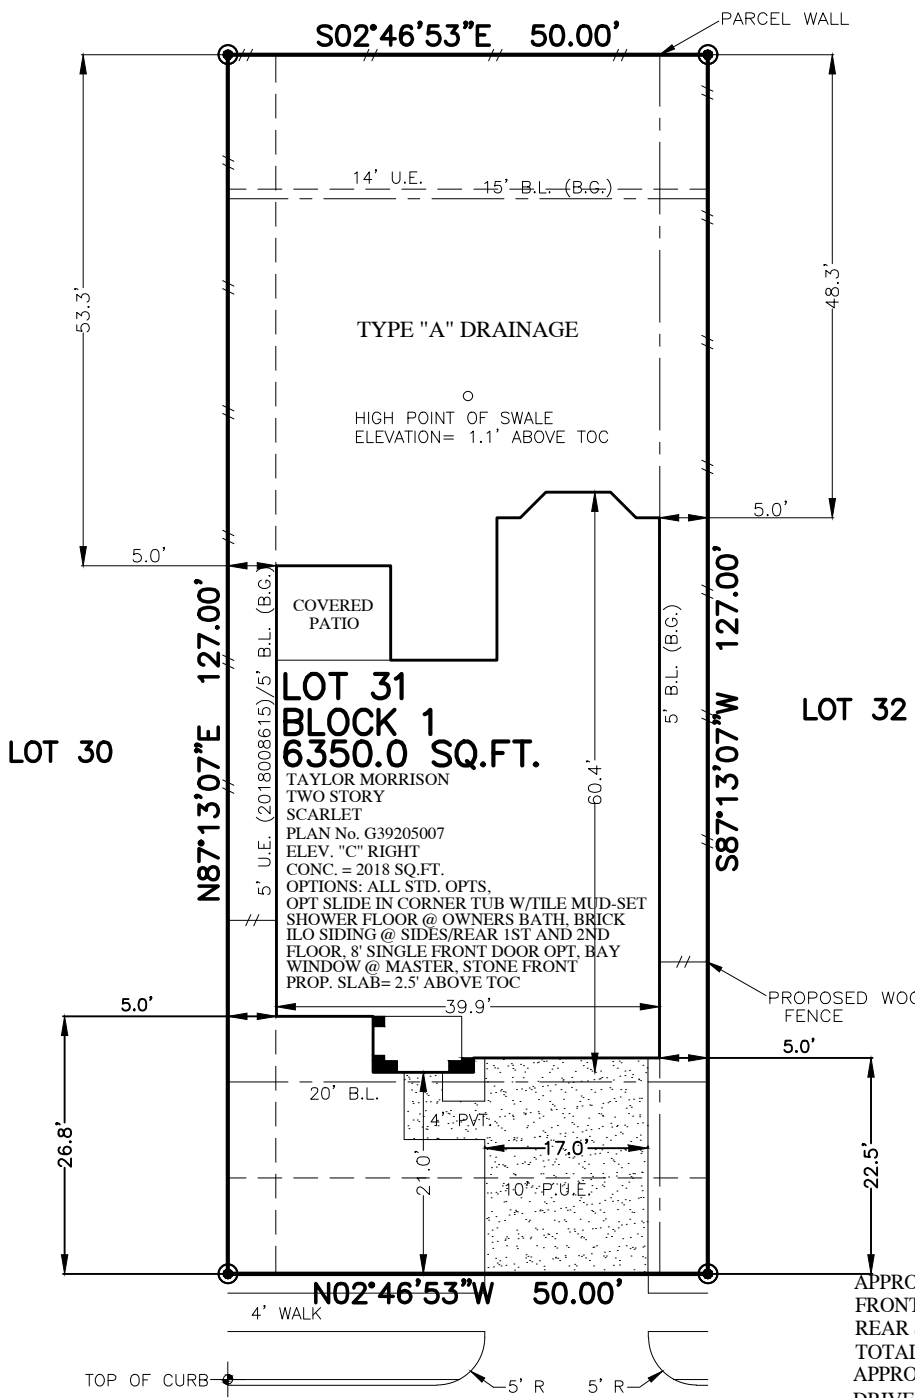 PARCEL WALL
S02°46'53"E 50.00'
14' U.E.
15' B.L. (B.G.)
53.3'
48.3'
TYPE "A" DRAINAGE
HIGH POINT OF SWALE
ELEVATION= 1.1' ABOVE TOC
5.0'
5.0'
COVERED
PATIO
N87°13'07"E 127.00'
5' U.E. (2018008615)/5' B.L. (B.G.)
5' B.L. (B.G.)
S87°13'07"W 127.00'
LOT 30
LOT 32
LOT 31
BLOCK 1
6350.0 SQ.FT.
TAYLOR MORRISON
TWO STORY
SCARLET
PLAN No. G39205007
ELEV. "C" RIGHT
CONC. = 2018 SQ.FT.
OPTIONS: ALL STD. OPTS,
OPT SLIDE IN CORNER TUB W/TILE MUD-SET
SHOWER FLOOR @ OWNERS BATH, BRICK
ILO SIDING @ SIDES/REAR 1ST AND 2ND
FLOOR, 8' SINGLE FRONT DOOR OPT, BAY
WINDOW @ MASTER, STONE FRONT
PROP. SLAB= 2.5' ABOVE TOC
60.4'
39.9'
5.0'
PROPOSED WOO
FENCE
5.0'
20' B.L.
4' PVT.
26.8'
21.0'
17.0'
22.5'
10' P.U.E.
N02°46'53"W 50.00'
4' WALK
TOP OF CURB
5' R
5' R
APPRO
FRONT
REAR
TOTAL
APPRO